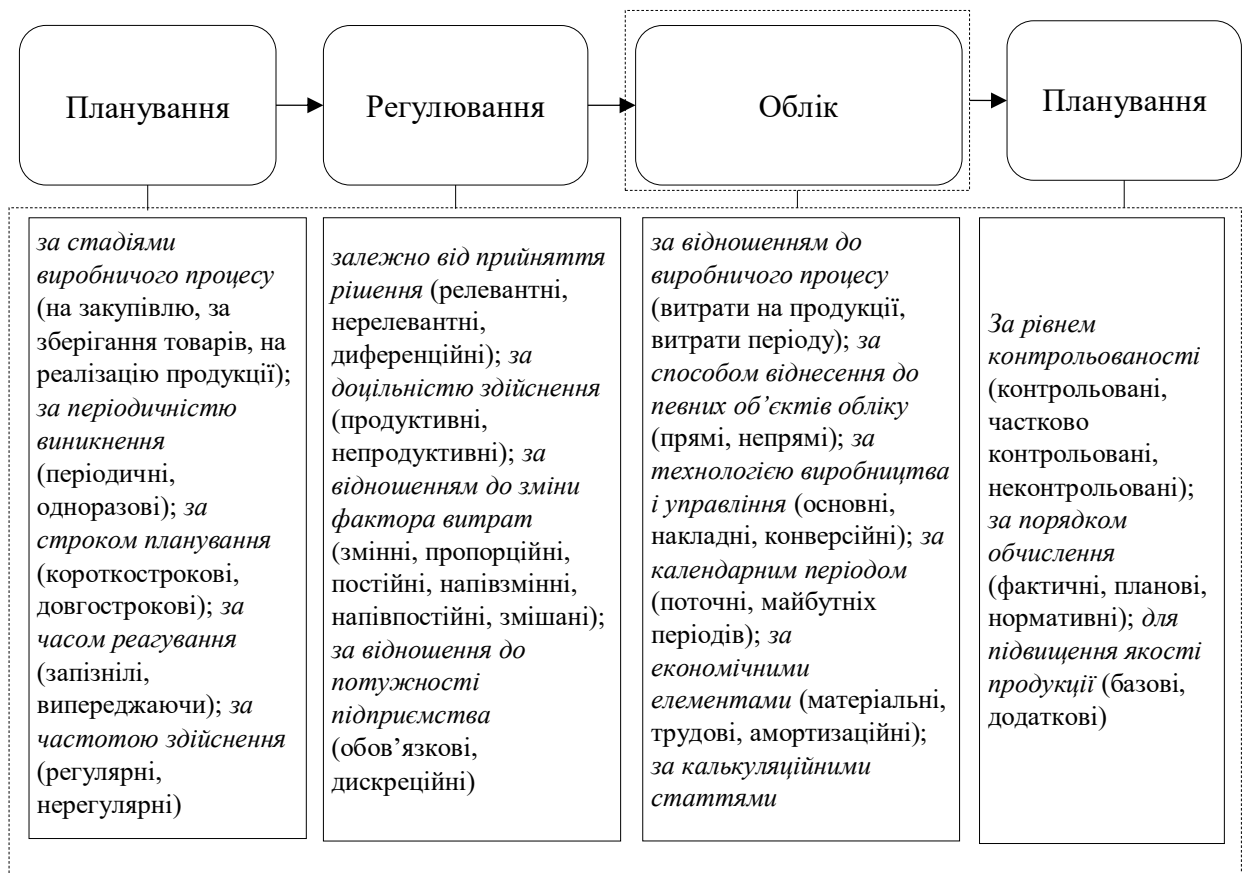 Планування
Регулювання
Облік
Планування
за стадіями
виробничого процесу
(на закупівлю, за
зберігання товарів, на
реалізацію продукції);
за періодичністю
виникнення
(періодичні,
одноразові); за
строком планування
(короткострокові,
довгострокові); за
часом реагування
(запізнілі,
випереджаючи); за
частотою здійснення
(регулярні,
нерегулярні)
залежно від прийняття
рішення (релевантні,
нерелевантні,
диференційні); за
доцільністю здійснення
(продуктивні,
непродуктивні); за
відношенням до зміни
фактора витрат
(змінні, пропорційні,
постійні, напівзмінні,
напівпостійні, змішані);
за відношення до
потужності
підприємства
(обов’язкові,
дискреційні)
за відношенням до
виробничого процесу
(витрати на продукції,
витрати періоду); за
способом віднесення до
певних об’єктів обліку
(прямі, непрямі); за
технологією виробництва
і управління (основні,
накладні, конверсійні); за
календарним періодом
(поточні, майбутніх
періодів); за
економічними
елементами (матеріальні,
трудові, амортизаційні);
за калькуляційними
статтями
За рівнем
контрольованості
(контрольовані,
частково
контрольовані,
неконтрольовані);
за порядком
обчислення
(фактичні, планові,
нормативні); для
підвищення якості
продукції (базові,
додаткові)